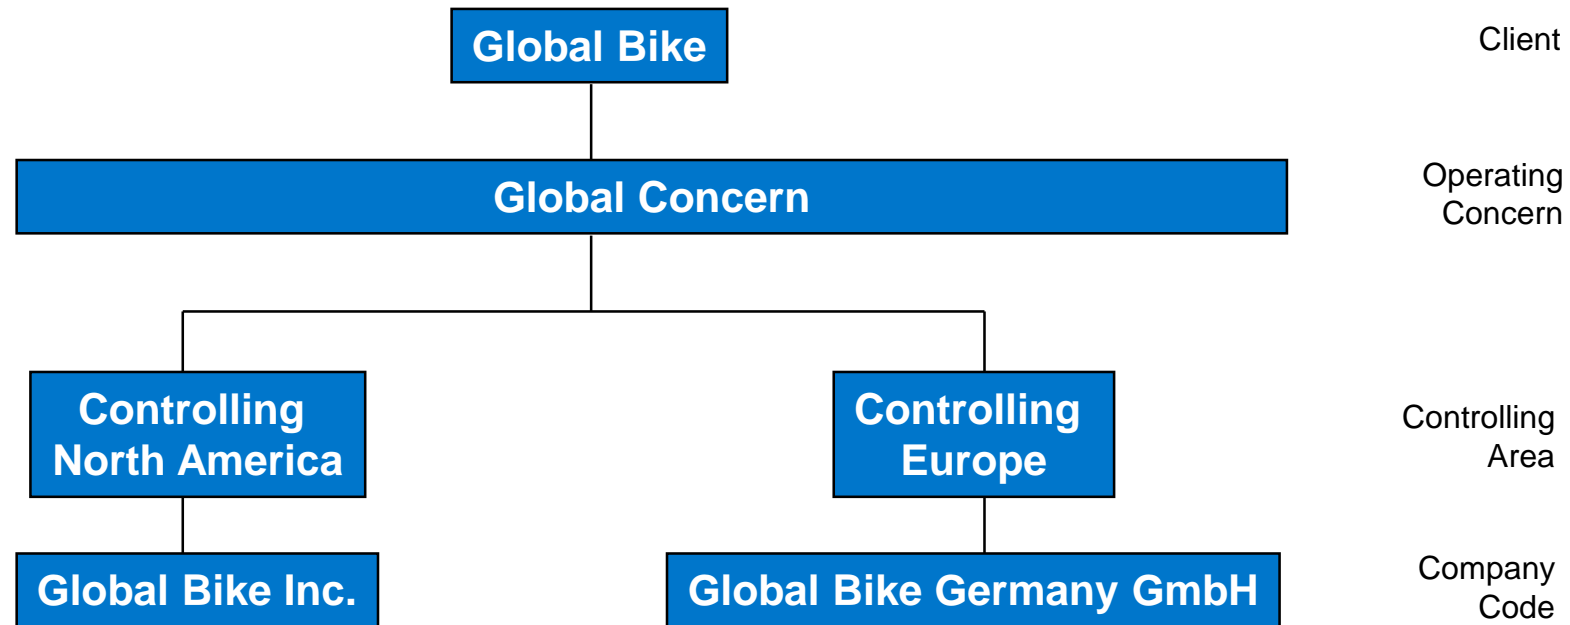 Global Bike
Client
Global Concern
Operating
Concern
Controlling
North America
Controlling
Europe
Controlling
Area
Global Bike Inc.
Global Bike Germany GmbH
Company
Code